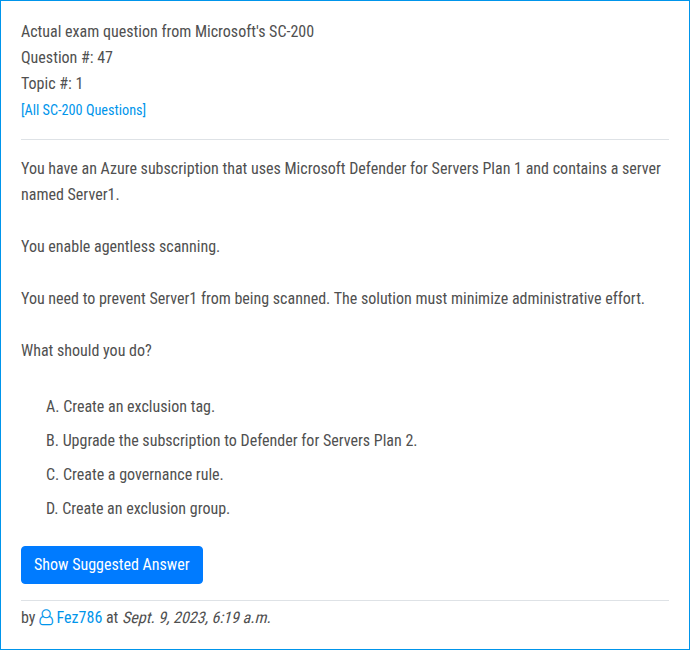 Actual exam question from Microsoft's SC-200
Question #: 47
Topic #: 1
[All SC-200 Questions]
You have an Azure subscription that uses Microsoft Defender for Servers Plan 1 and contains a server
named Server1.
You enable agentless scanning.
You need to prevent Server1 from being scanned. The solution must minimize administrative effort.
What should you do?
A. Create an exclusion tag.
B. Upgrade the subscription to Defender for Servers Plan 2.
C. Create a governance rule.
D. Create an exclusion group.
Show Suggested Answer
by Fez786 at Sept. 9, 2023, 6:19 a.m.